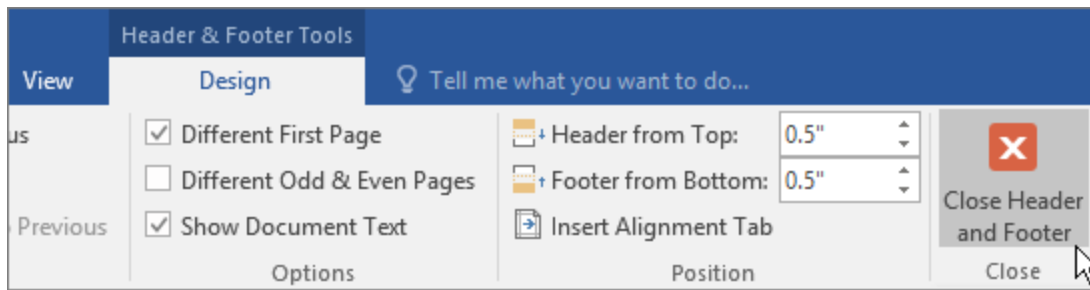 Header & Footer Tools
View Design Tell me what you want to do...
Different First Page Header from Top: 0.5"
Different Odd & Even Pages Footer from Bottom: 0.5"
Previous Show Document Text Insert Alignment Tab
Close Header
and Footer
Options Position Close